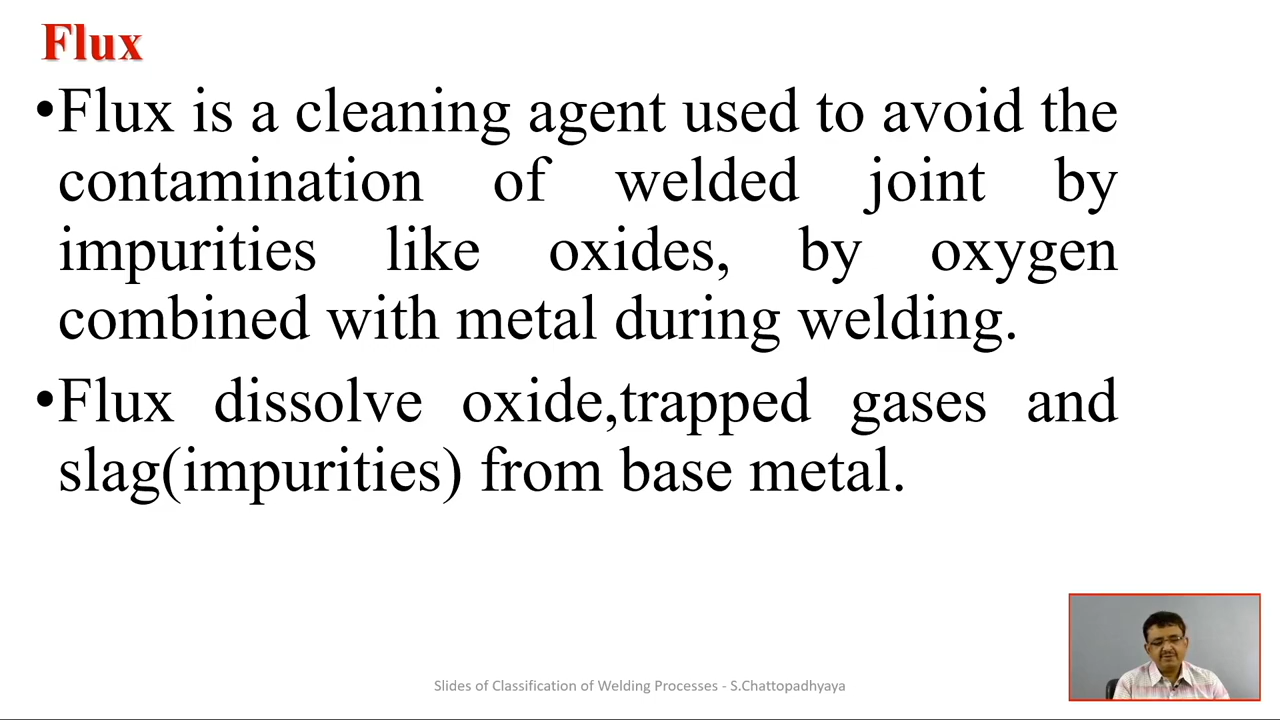 Flux
•Flux is a cleaning agent used to avoid the
contamination of welded joint by
impurities like oxides, by oxygen
combined with metal during welding.
•Flux dissolve oxide,trapped gases and
slag(impurities) from base metal.
Slides of Classification of Welding Processes - S.Chattopadhyaya